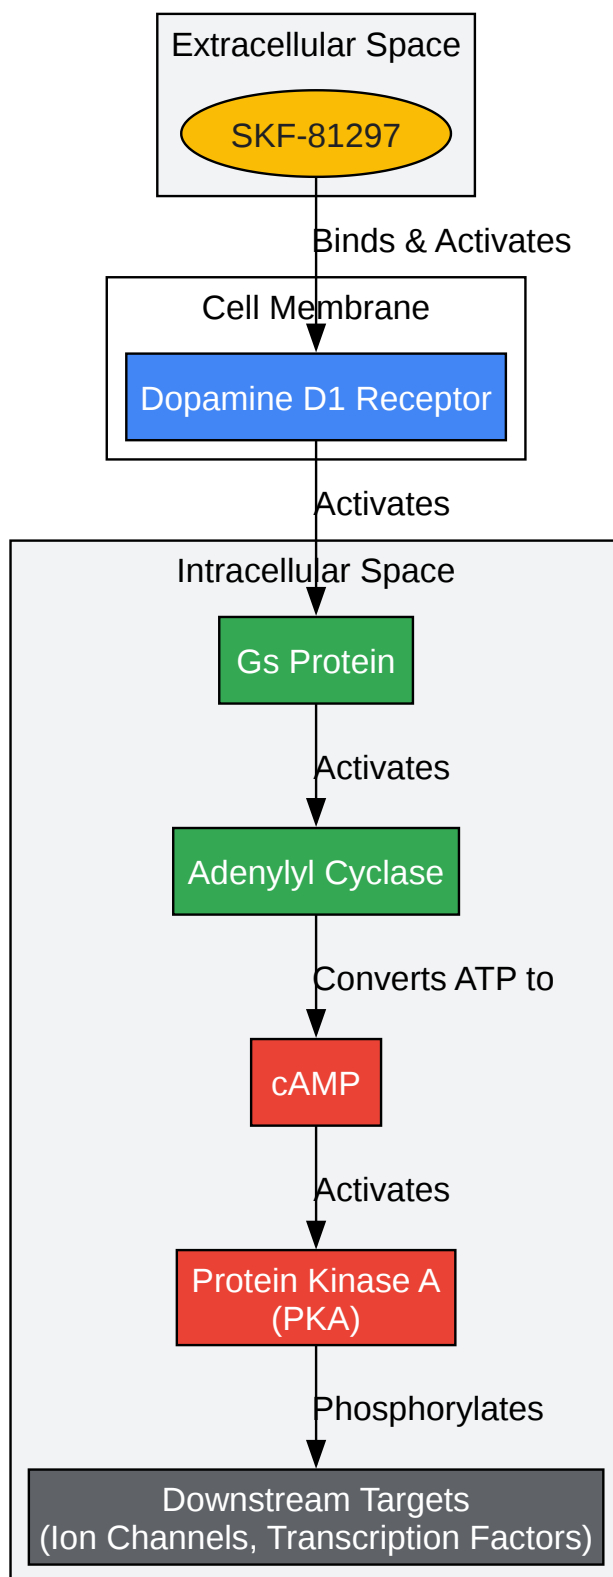 Extracellular Space
SKF-81297
Binds & Activates
Cell Membrane
Dopamine D1 Receptor
Activates
Intracellular Space
Gs Protein
Activates
Adenylyl Cyclase
Converts ATP to
cAMP
Activates
Protein Kinase A
(PKA)
Phosphorylates
Downstream Targets
(Ion Channels, Transcription Factors)